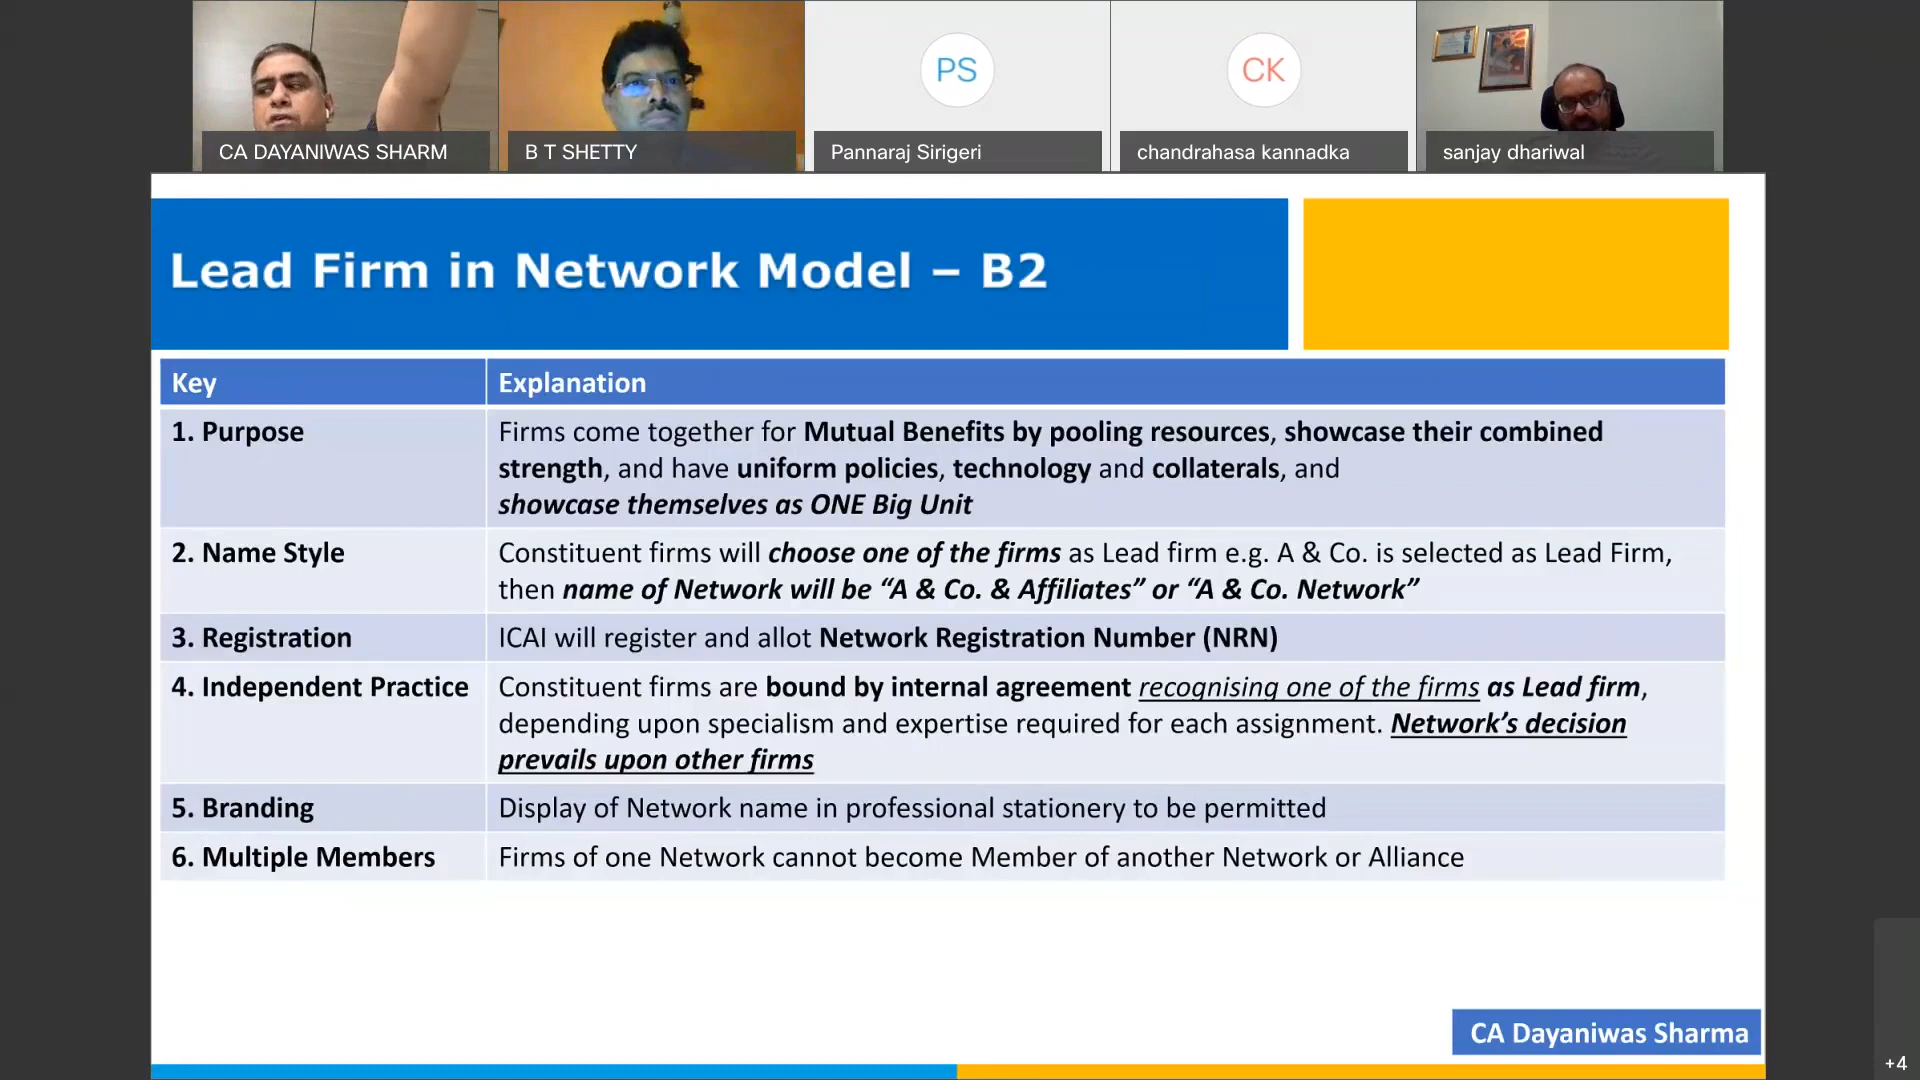 CA DAYANIWAS SHARM
B T SHETTY
PS
Pannaraj Sirigeri
CK
chandrahasa kannadka
sanjay dhariwal
Lead Firm in Network Model – B2
Key
Explanation
1. Purpose
Firms come together for Mutual Benefits by pooling resources, showcase their combined
strength, and have uniform policies, technology and collaterals, and
showcase themselves as ONE Big Unit
2. Name Style
Constituent firms will choose one of the firms as Lead firm e.g. A & Co. is selected as Lead Firm,
then name of Network will be “A & Co. & Affiliates” or “A & Co. Network”
3. Registration
ICAI will register and allot Network Registration Number (NRN)
4. Independent Practice
Constituent firms are bound by internal agreement recognising one of the firms as Lead firm,
depending upon specialism and expertise required for each assignment. Network’s decision
prevails upon other firms
5. Branding
Display of Network name in professional stationery to be permitted
6. Multiple Members
Firms of one Network cannot become Member of another Network or Alliance
CA Dayaniwas Sharma
+4